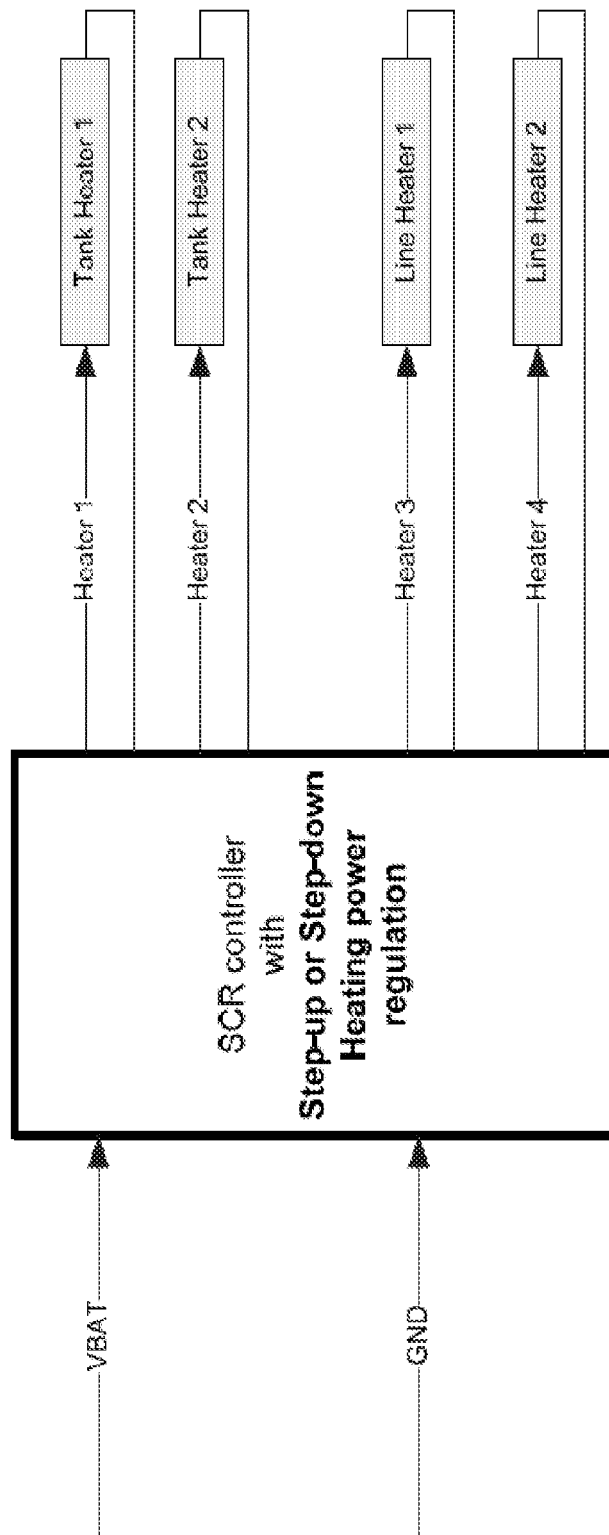 VBAT
GND
SCR controller
with
Step-up or Step-down
Heating power
regulation
Heater 1
Heater 2
Heater 3
Heater 4
Tank Heater 1
Tank Heater 2
Line Heater 1
Line Heater 2